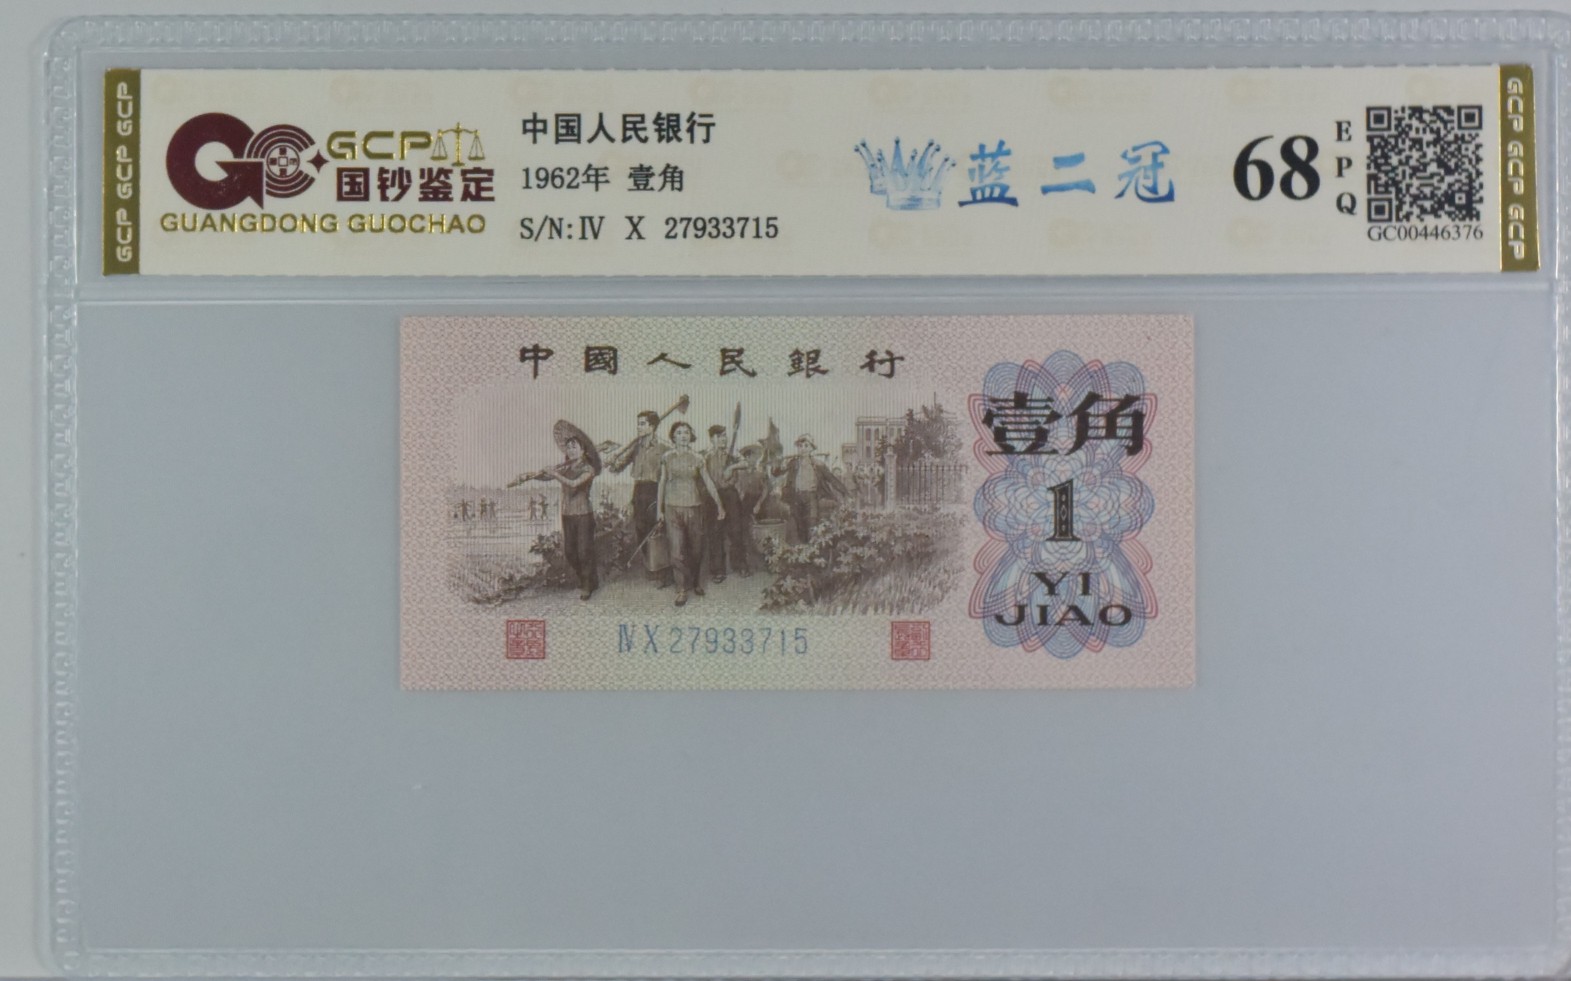 GCP GCP GCP
GCP
国钞鉴定
GUANGDONG GUOCHAO
中国人民银行
1962年 壹角
S/N:Ⅳ X 27933715
蓝二冠
68
EPQ
GC00446376
GCP GCP GCP
中國人民銀行
壹角
1
YI
JIAO
Ⅳ X 27933715